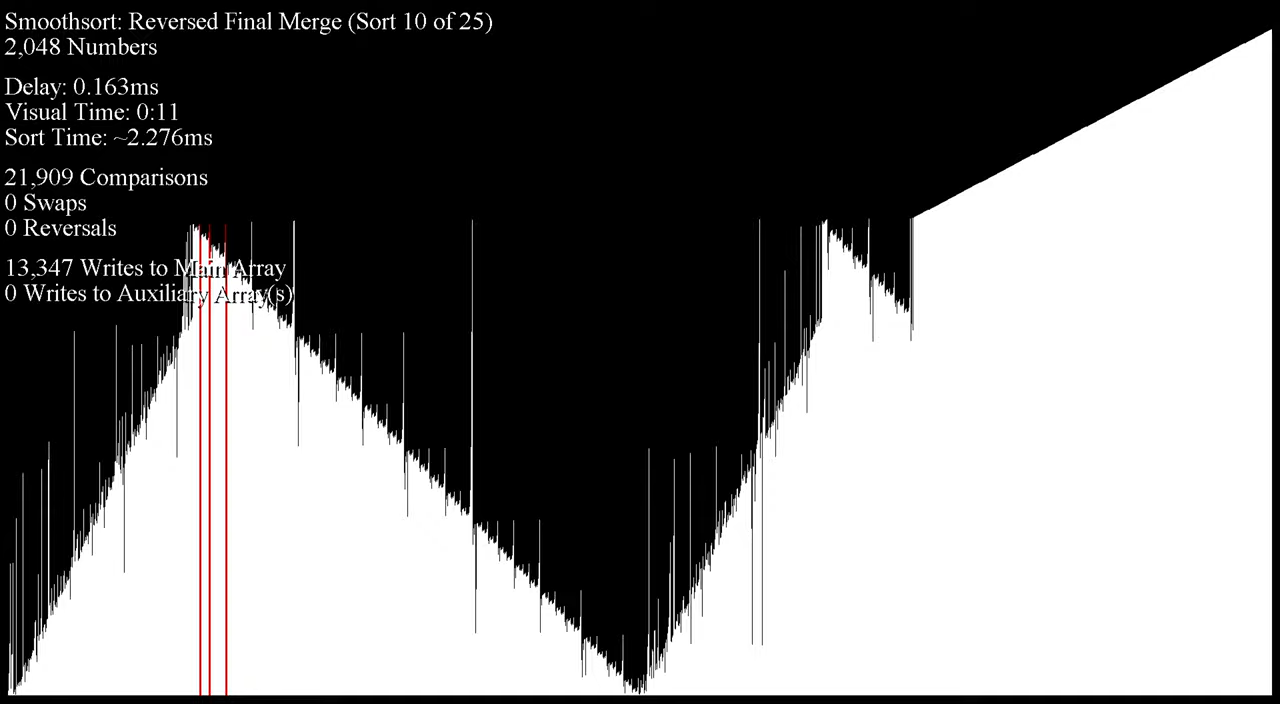 Smoothsort: Reversed Final Merge (Sort 10 of 25)
2,048 Numbers
Delay: 0.163ms
Visual Time: 0:11
Sort Time: ~2.276ms
21,909 Comparisons
0 Swaps
0 Reversals
13,347 Writes to Main Array
0 Writes to Auxiliary Array(s)